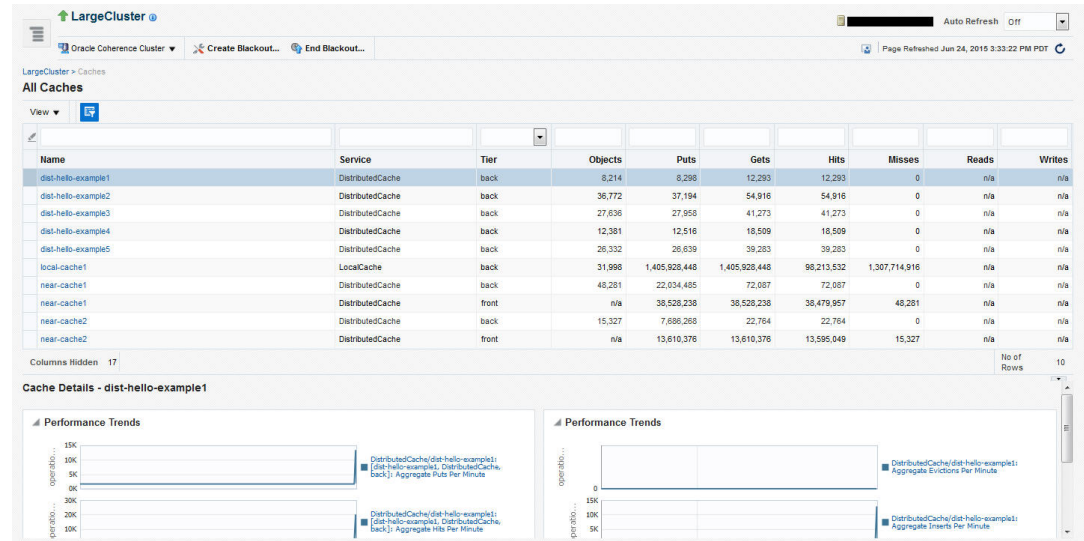 LargeCluster
Auto Refresh Off
Oracle Coherence Cluster Create Blackout... End Blackout... Page Refreshed Jun 24, 2015 3:33:22 PM PDT
LargeCluster > Caches
All Caches
View
Name Service Tier Objects Puts Gets Hits Misses Reads Writes
dist-hello-example1 DistributedCache back 8,214 8,298 12,293 12,293 0 n/a n/a
dist-hello-example2 DistributedCache back 36,772 37,194 54,916 54,916 0 n/a n/a
dist-hello-example3 DistributedCache back 27,636 27,958 41,273 41,273 0 n/a n/a
dist-hello-example4 DistributedCache back 12,381 12,516 18,509 18,509 0 n/a n/a
dist-hello-example5 DistributedCache back 26,332 26,639 39,283 39,283 0 n/a n/a
local-cache1 LocalCache back 31,998 1,405,928,448 1,405,928,448 98,213,532 1,307,714,916 n/a n/a
near-cache1 DistributedCache back 48,281 22,034,485 72,087 72,087 0 n/a n/a
near-cache1 DistributedCache front n/a 38,528,238 38,528,238 38,479,957 48,281 n/a n/a
near-cache2 DistributedCache back 15,327 7,686,268 22,764 22,764 0 n/a n/a
near-cache2 DistributedCache front n/a 13,610,376 13,610,376 13,595,049 15,327 n/a n/a
Columns Hidden 17 No of
Rows 10
Cache Details - dist-hello-example1
Performance Trends
operatio...
15K
10K
5K
0K
DistributedCache/dist-hello-example1:
[dist-hello-example1, DistributedCache,
back]: Aggregate Puts Per Minute
operatio...
30K
20K
10K
DistributedCache/dist-hello-example1:
[dist-hello-example1, DistributedCache,
back]: Aggregate Hits Per Minute
Performance Trends
operatio...
0
DistributedCache/dist-hello-example1:
Aggregate Evictions Per Minute
operatio...
15K
10K
5K
DistributedCache/dist-hello-example1:
Aggregate Inserts Per Minute